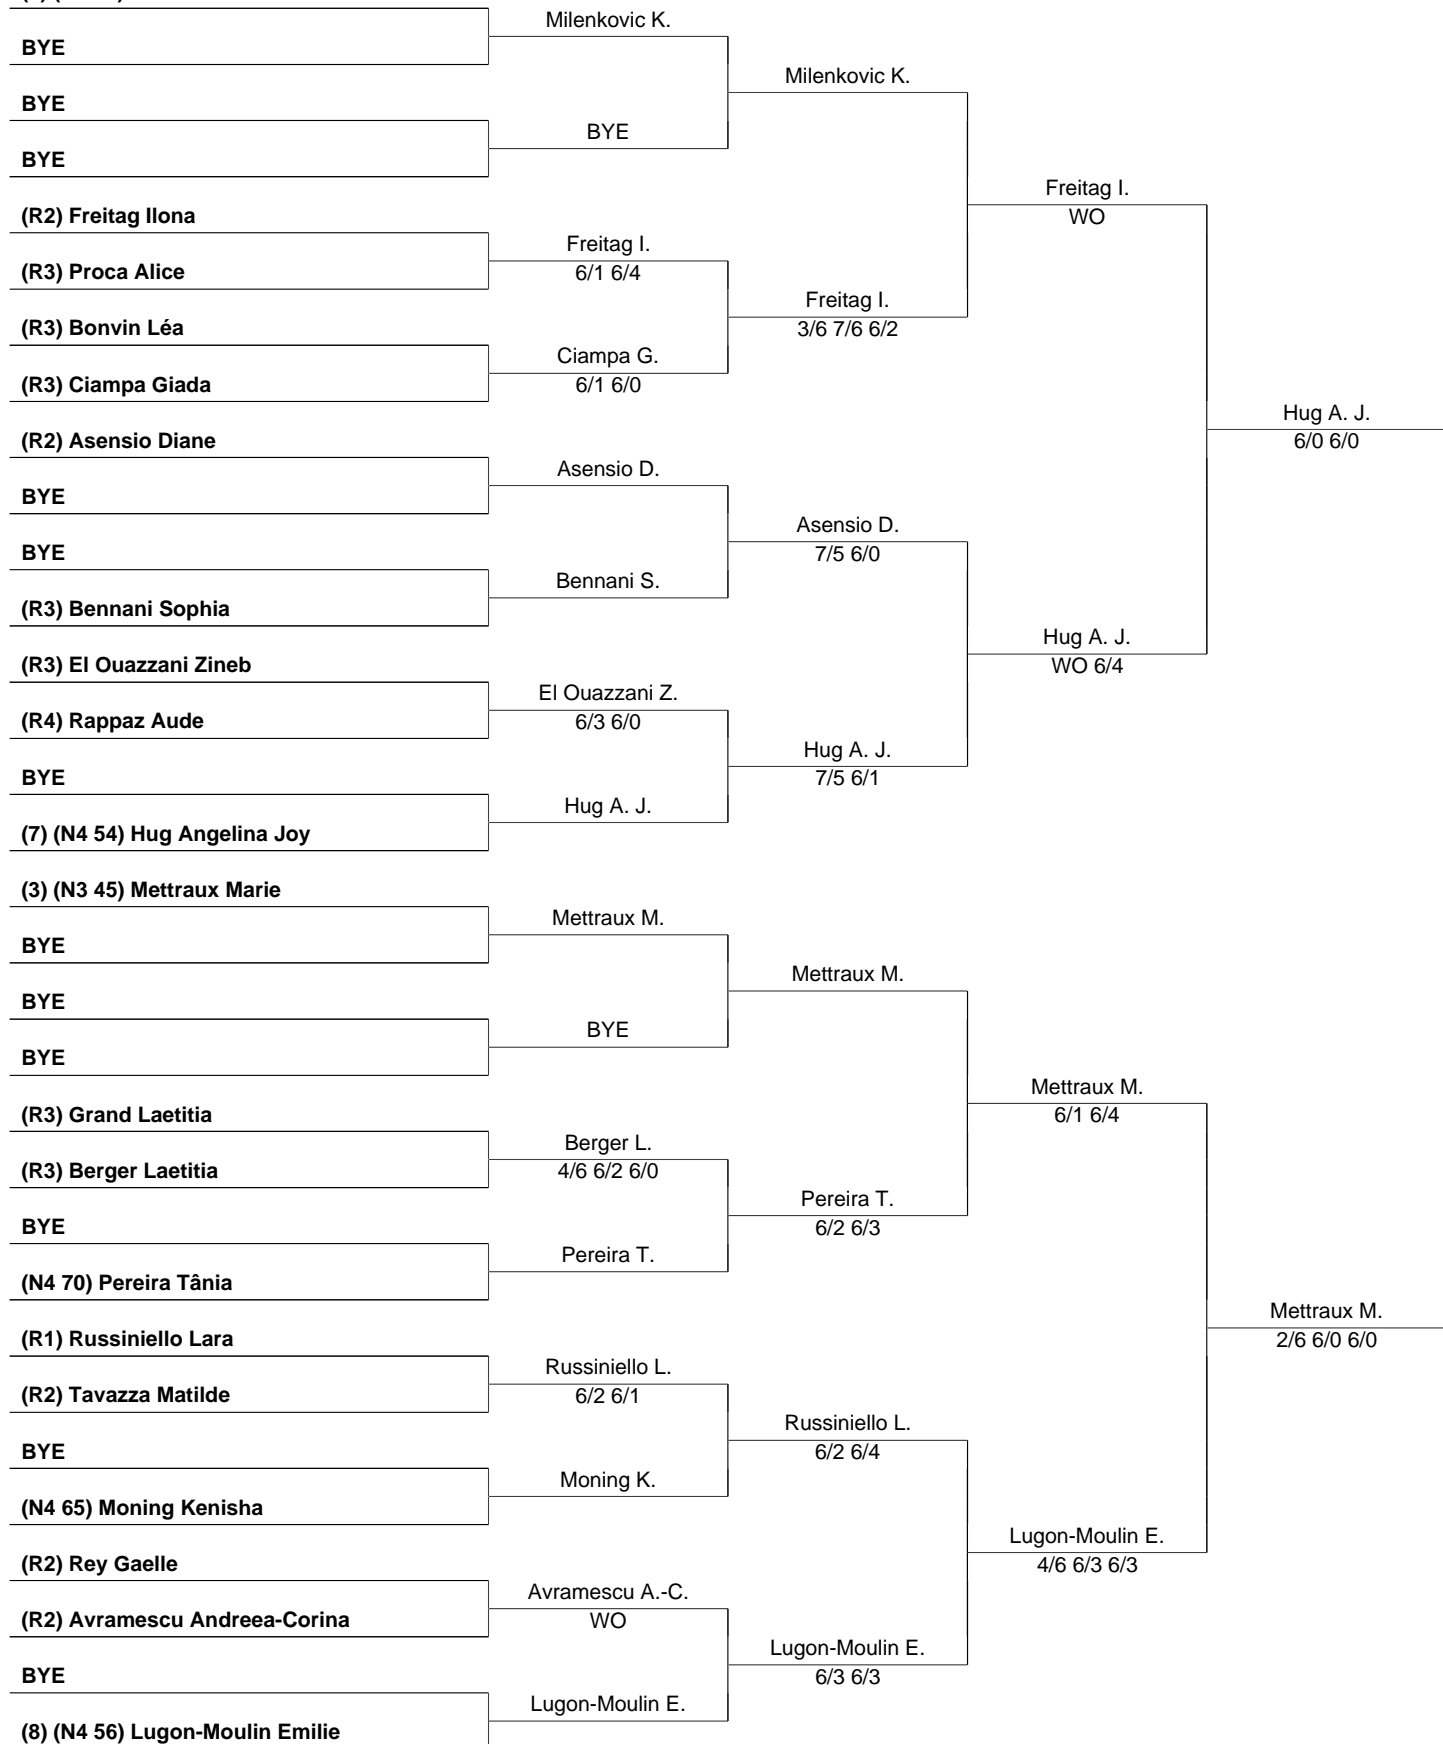 BYE
BYE
BYE
(R2) Freitag Ilona
(R3) Proca Alice
(R3) Bonvin Léa
(R3) Ciampa Giada
(R2) Asensio Diane
BYE
BYE
(R3) Bennani Sophia
(R3) El Ouazzani Zineb
(R4) Rappaz Aude
BYE
(7) (N4 54) Hug Angelina Joy
(3) (N3 45) Mettraux Marie
BYE
BYE
BYE
(R3) Grand Laetitia
(R3) Berger Laetitia
BYE
(N4 70) Pereira Tânia
(R1) Russiniello Lara
(R2) Tavazza Matilde
BYE
(N4 65) Moning Kenisha
(R2) Rey Gaelle
(R2) Avramescu Andreea-Corina
BYE
(8) (N4 56) Lugon-Moulin Emilie
Milenkovic K.
BYE
Freitag I.
6/1 6/4
Ciampa G.
6/1 6/0
Asensio D.
Bennani S.
El Ouazzani Z.
6/3 6/0
Hug A. J.
Mettraux M.
BYE
Berger L.
4/6 6/2 6/0
Pereira T.
Russiniello L.
6/2 6/1
Moning K.
Avramescu A.-C.
WO
Lugon-Moulin E.
Milenkovic K.
Freitag I.
3/6 7/6 6/2
Asensio D.
7/5 6/0
Hug A. J.
7/5 6/1
Mettraux M.
Pereira T.
6/2 6/3
Russiniello L.
6/2 6/4
Lugon-Moulin E.
6/3 6/3
Freitag I.
WO
Hug A. J.
WO 6/4
Mettraux M.
6/1 6/4
Lugon-Moulin E.
4/6 6/3 6/3
Hug A. J.
6/0 6/0
Mettraux M.
2/6 6/0 6/0